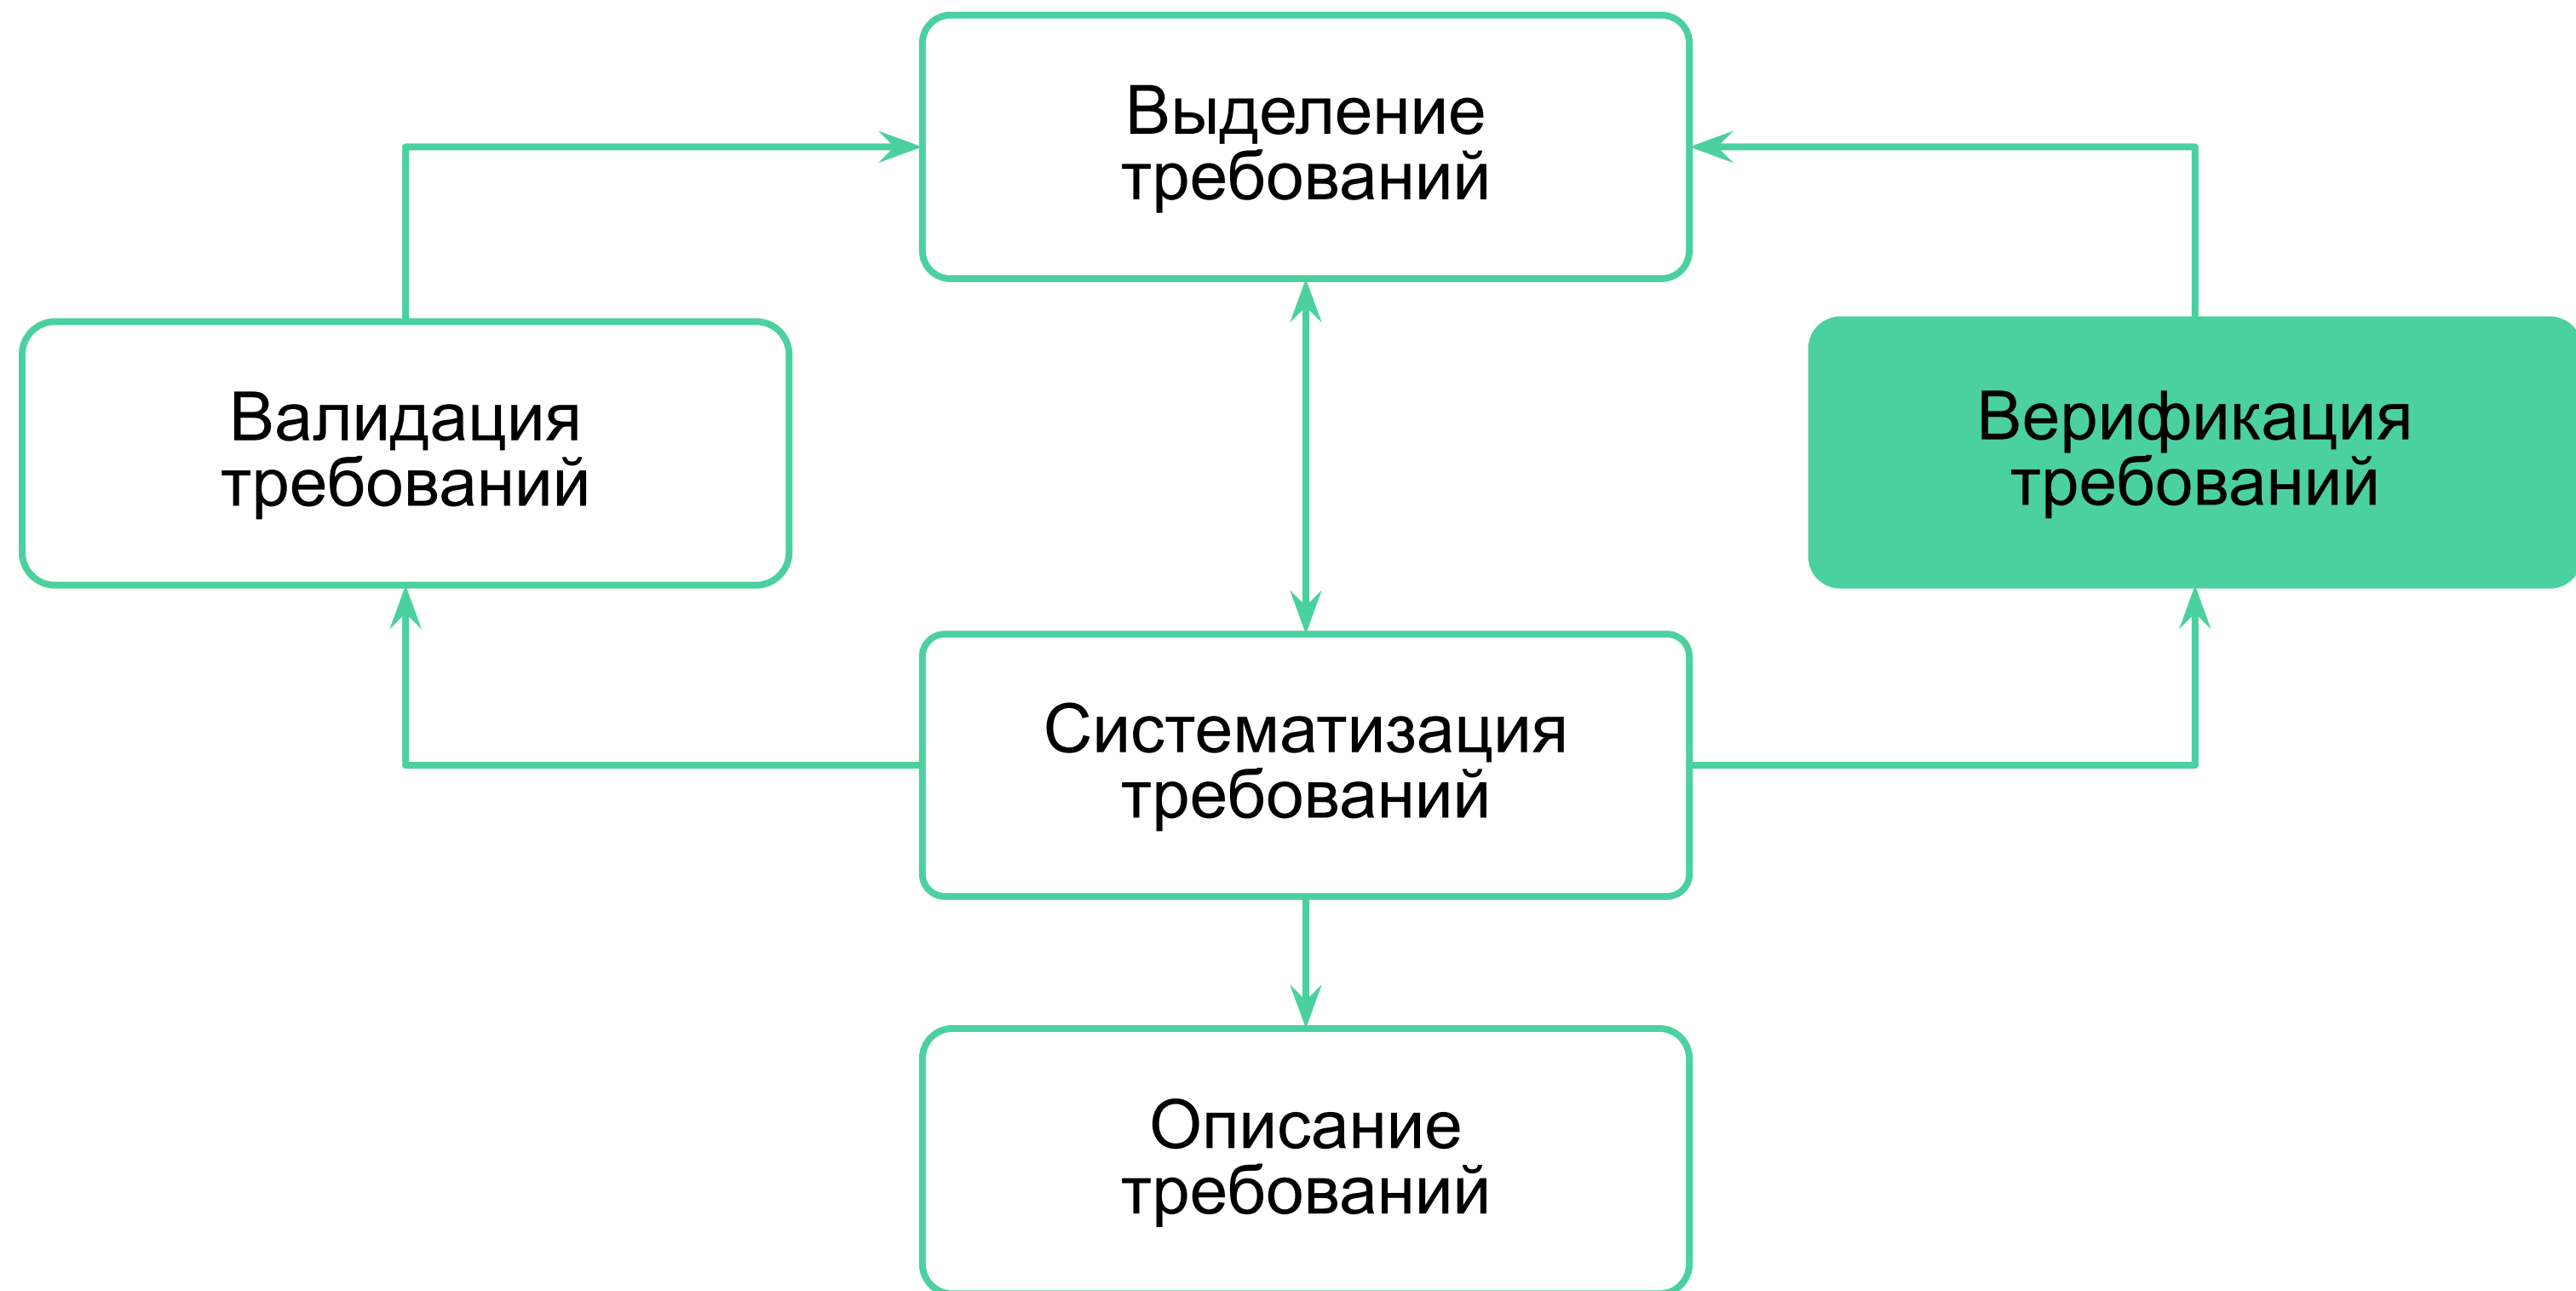 Выделение
требований
Валидация
требований
Верификация
требований
Систематизация
требований
Описание
требований